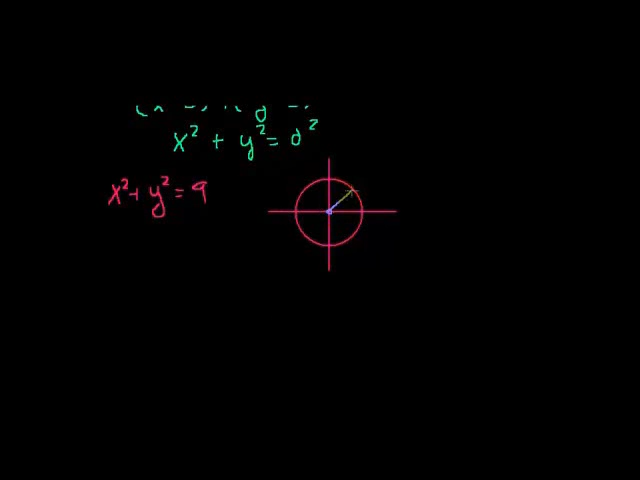 x² + y² = d²
x² + y² = 9